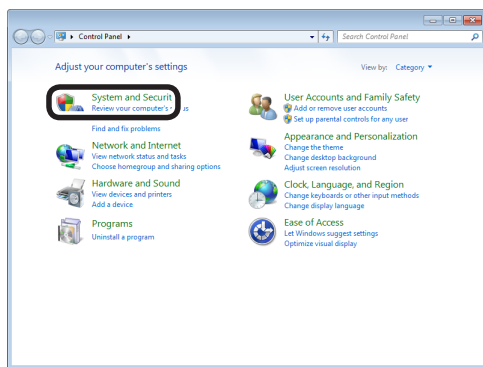 Control Panel
Search Control Panel
Adjust your computer's settings
View by: Category
System and Securit
Review your computer's us
Find and fix problems
Network and Internet
View network status and tasks
Choose homegroup and sharing options
Hardware and Sound
View devices and printers
Add a device
Programs
Uninstall a program
User Accounts and Family Safety
Add or remove user accounts
Set up parental controls for any user
Appearance and Personalization
Change the theme
Change desktop background
Adjust screen resolution
Clock, Language, and Region
Change keyboards or other input methods
Change display language
Ease of Access
Let Windows suggest settings
Optimize visual display